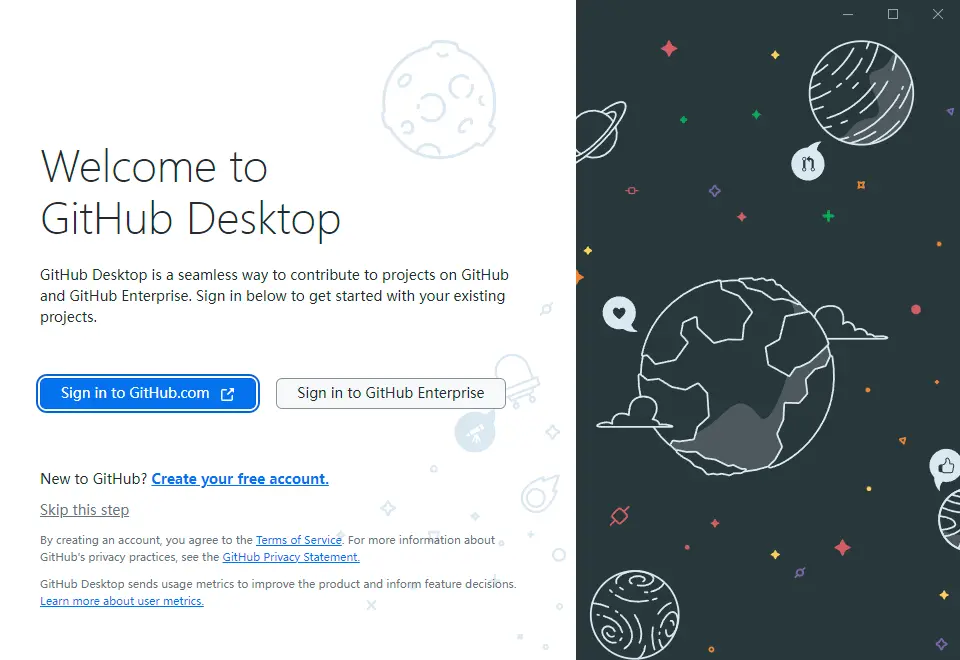 Welcome to
GitHub Desktop
GitHub Desktop is a seamless way to contribute to projects on GitHub
and GitHub Enterprise. Sign in below to get started with your existing
projects.
Sign in to GitHub.com
Sign in to GitHub Enterprise
New to GitHub? Create your free account.
Skip this step
By creating an account, you agree to the Terms of Service. For more information about
GitHub's privacy practices, see the GitHub Privacy Statement.
GitHub Desktop sends usage metrics to improve the product and inform feature decisions.
Learn more about user metrics.